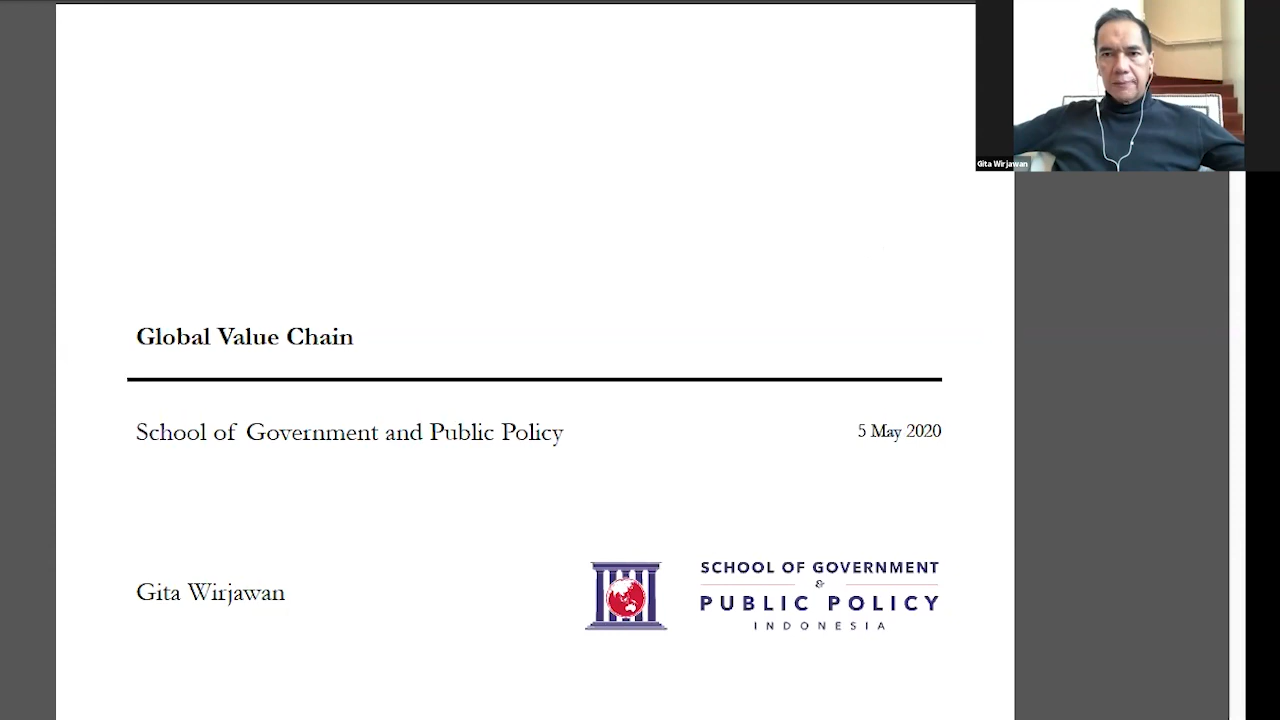 Gita Wirjawan
Global Value Chain
School of Government and Public Policy
5 May 2020
Gita Wirjawan
SCHOOL OF GOVERNMENT
&
PUBLIC POLICY
INDONESIA